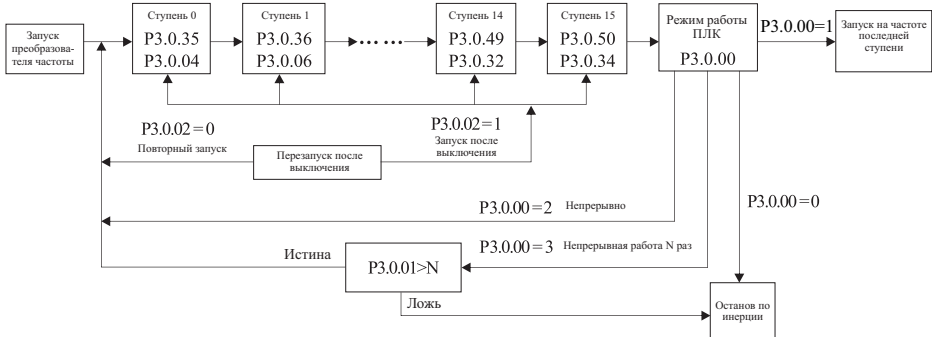 Запуск
преобразова-
теля частоты
Ступень 0
P3.0.35
P3.0.04
Ступень 1
P3.0.36
P3.0.06
Ступень 14
P3.0.49
P3.0.32
Ступень 15
P3.0.50
P3.0.34
Режим работы
ПЛК
P3.0.00
P3.0.00=1
Запуск на частоте
последней
ступени
P3.0.02=0
Повторный запуск
Перезапуск после
выключения
P3.0.02=1
Запуск после
выключения
P3.0.00=2 Непрерывно
P3.0.00=0
P3.0.00=3 Непрерывная работа N раз
Истина
P3.0.01>N
Ложь
Останов по
инерции